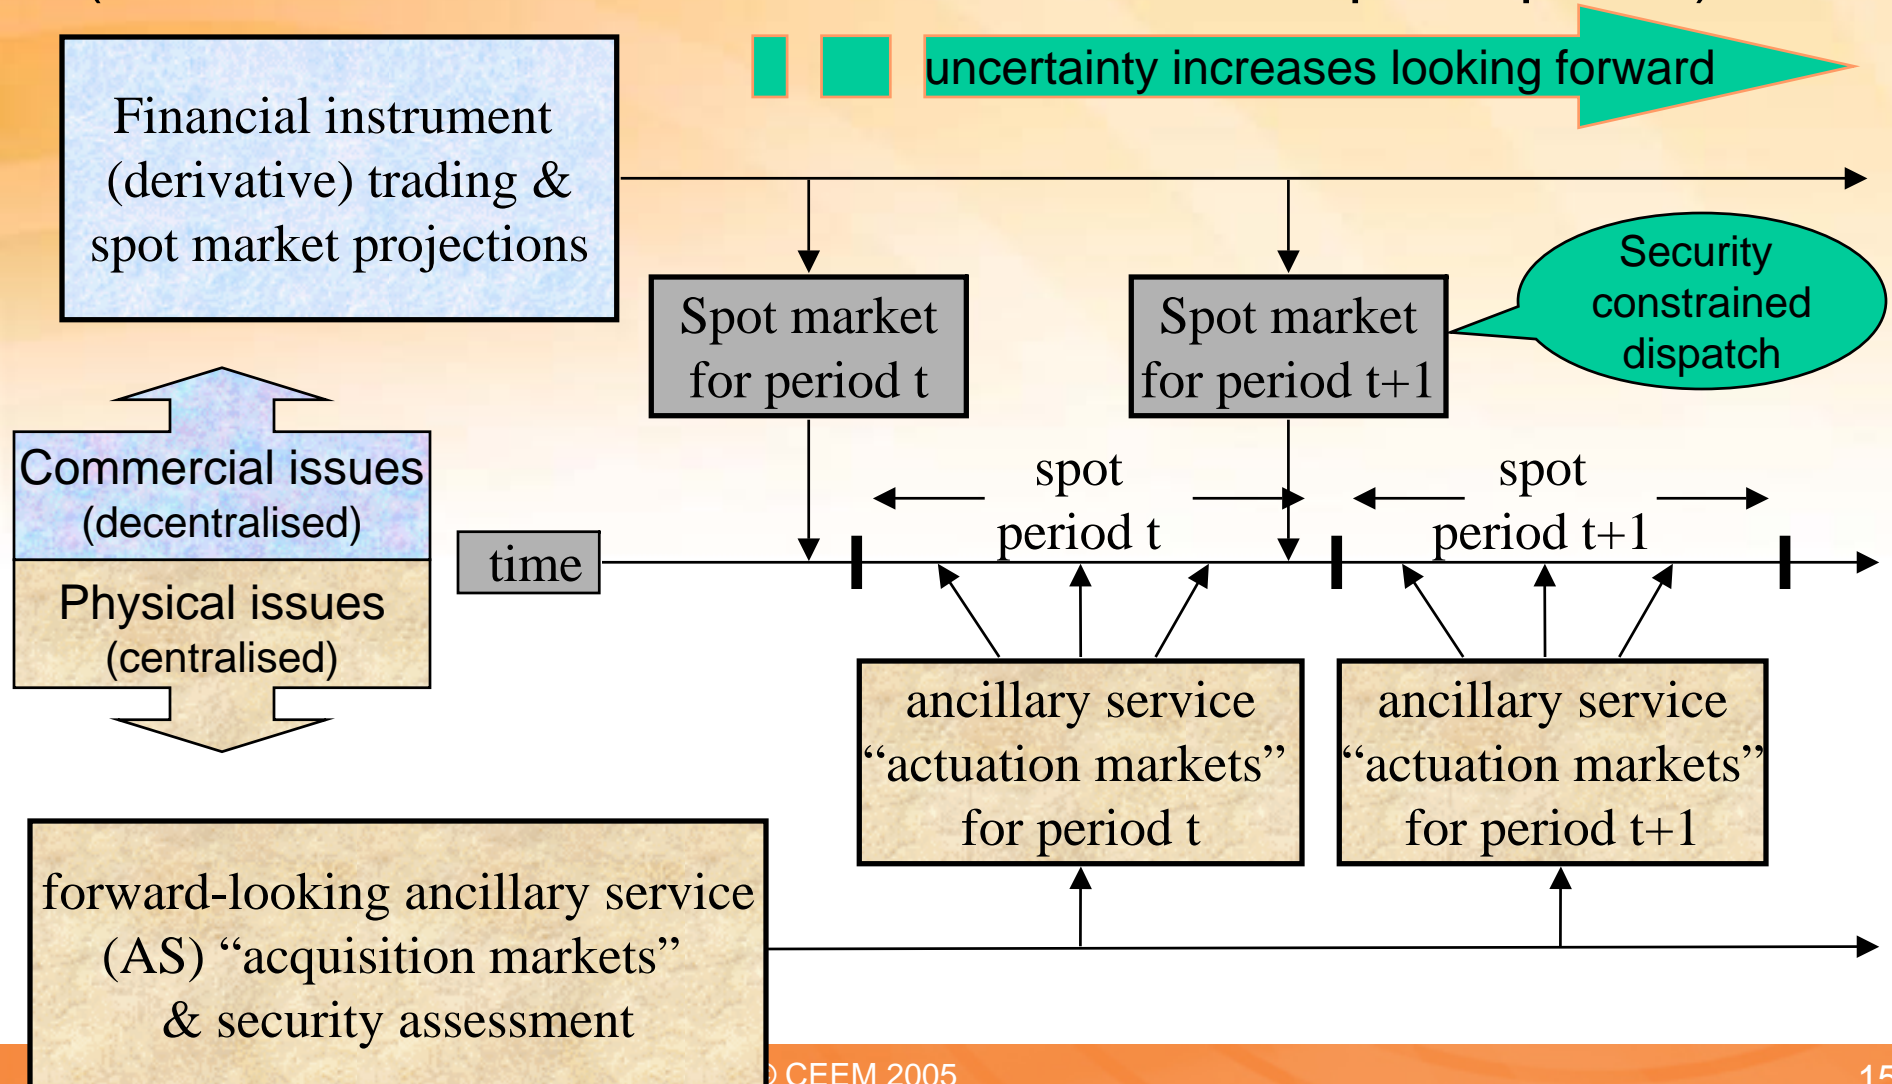 uncertainty increases looking forward
Financial instrument
(derivative) trading &
spot market projections
Security
constrained
dispatch
Spot market
for period t
Spot market
for period t+1
Commercial issues
(decentralised)
spot
period t
spot
period t+1
time
Physical issues
(centralised)
ancillary service
“actuation markets”
for period t
ancillary service
“actuation markets”
for period t+1
forward-looking ancillary service
(AS) “acquisition markets”
& security assessment
© CEEM 2005
15